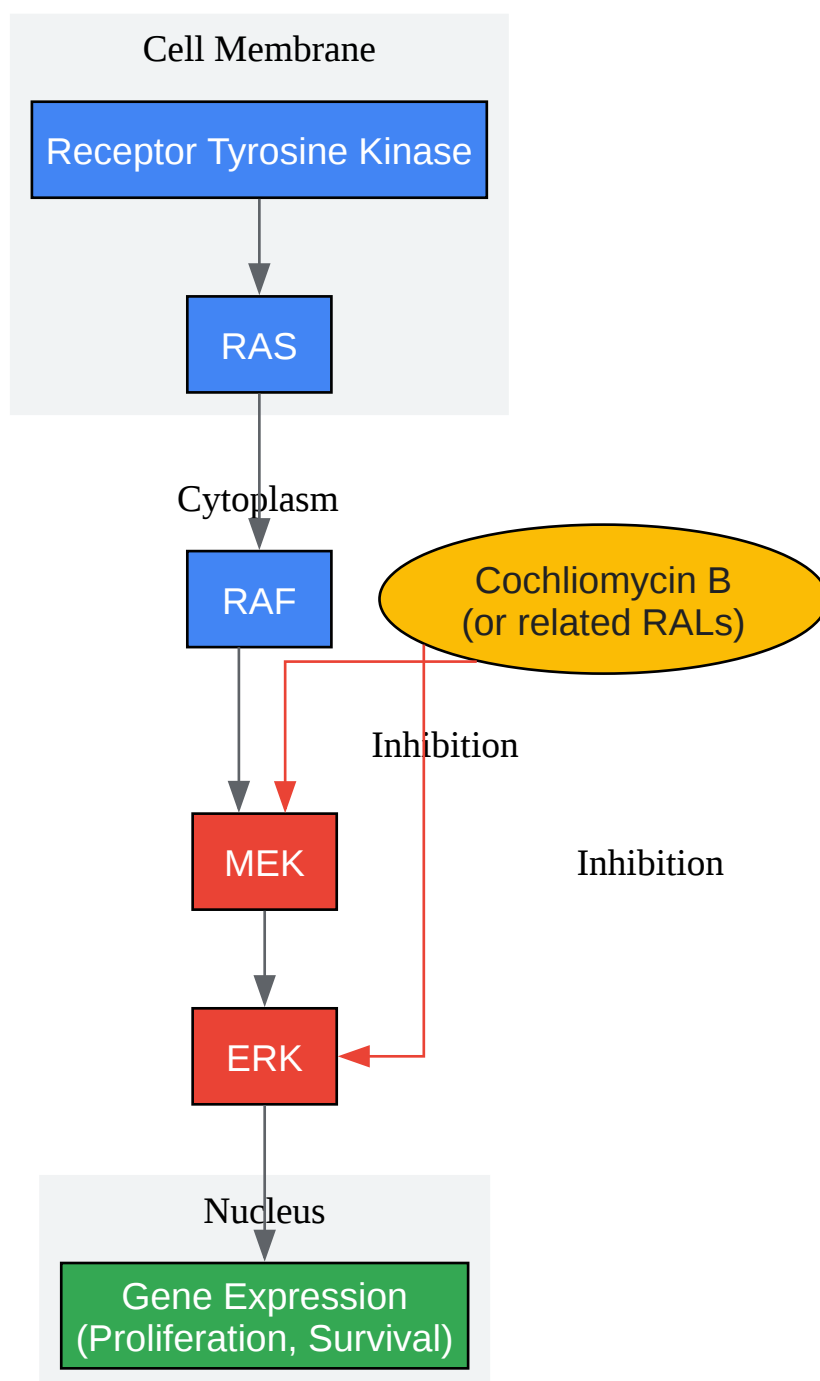 Cell Membrane
Receptor Tyrosine Kinase
RAS
Cytoplasm
RAF
Cochliomycin B
(or related RALs)
Inhibition
MEK
Inhibition
ERK
Nucleus
Gene Expression
(Proliferation, Survival)